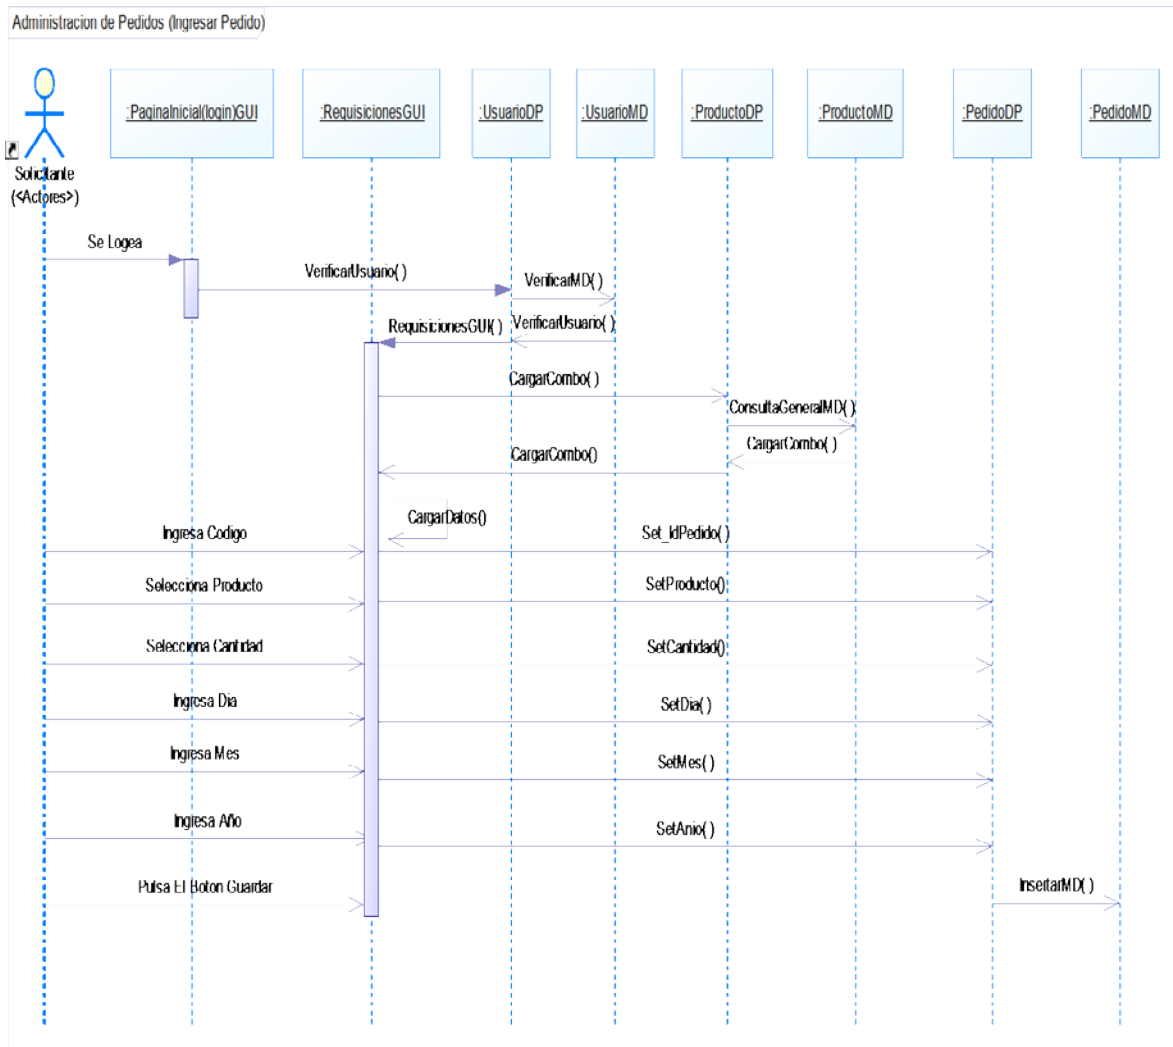 Administracion de Pedidos (Ingresar Pedido)
:PaginaInicial(login)GUI
:RequisicionesGUI
:UsuarioDP
:UsuarioMD
:ProductoDP
:ProductoMD
:PedidoDP
:PedidoMD
Solicitante
(<Actores>)
Se Logea
VerificarUsuario( )
VerificarMD( )
RequisicionesGUI( )
VerificarUsuario( )
CargarCombo( )
ConsultaGeneralMD( )
CargarCombo( )
CargarCombo()
CargarDatos()
Ingresa Codigo
Set_IdPedido( )
Selecciona Producto
SetProducto()
Selecciona Cantidad
SetCantidad()
Ingresa Dia
SetDia( )
Ingresa Mes
SetMes( )
Ingresa Año
SetAnio( )
Pulsa El Boton Guardar
InsertarMD( )